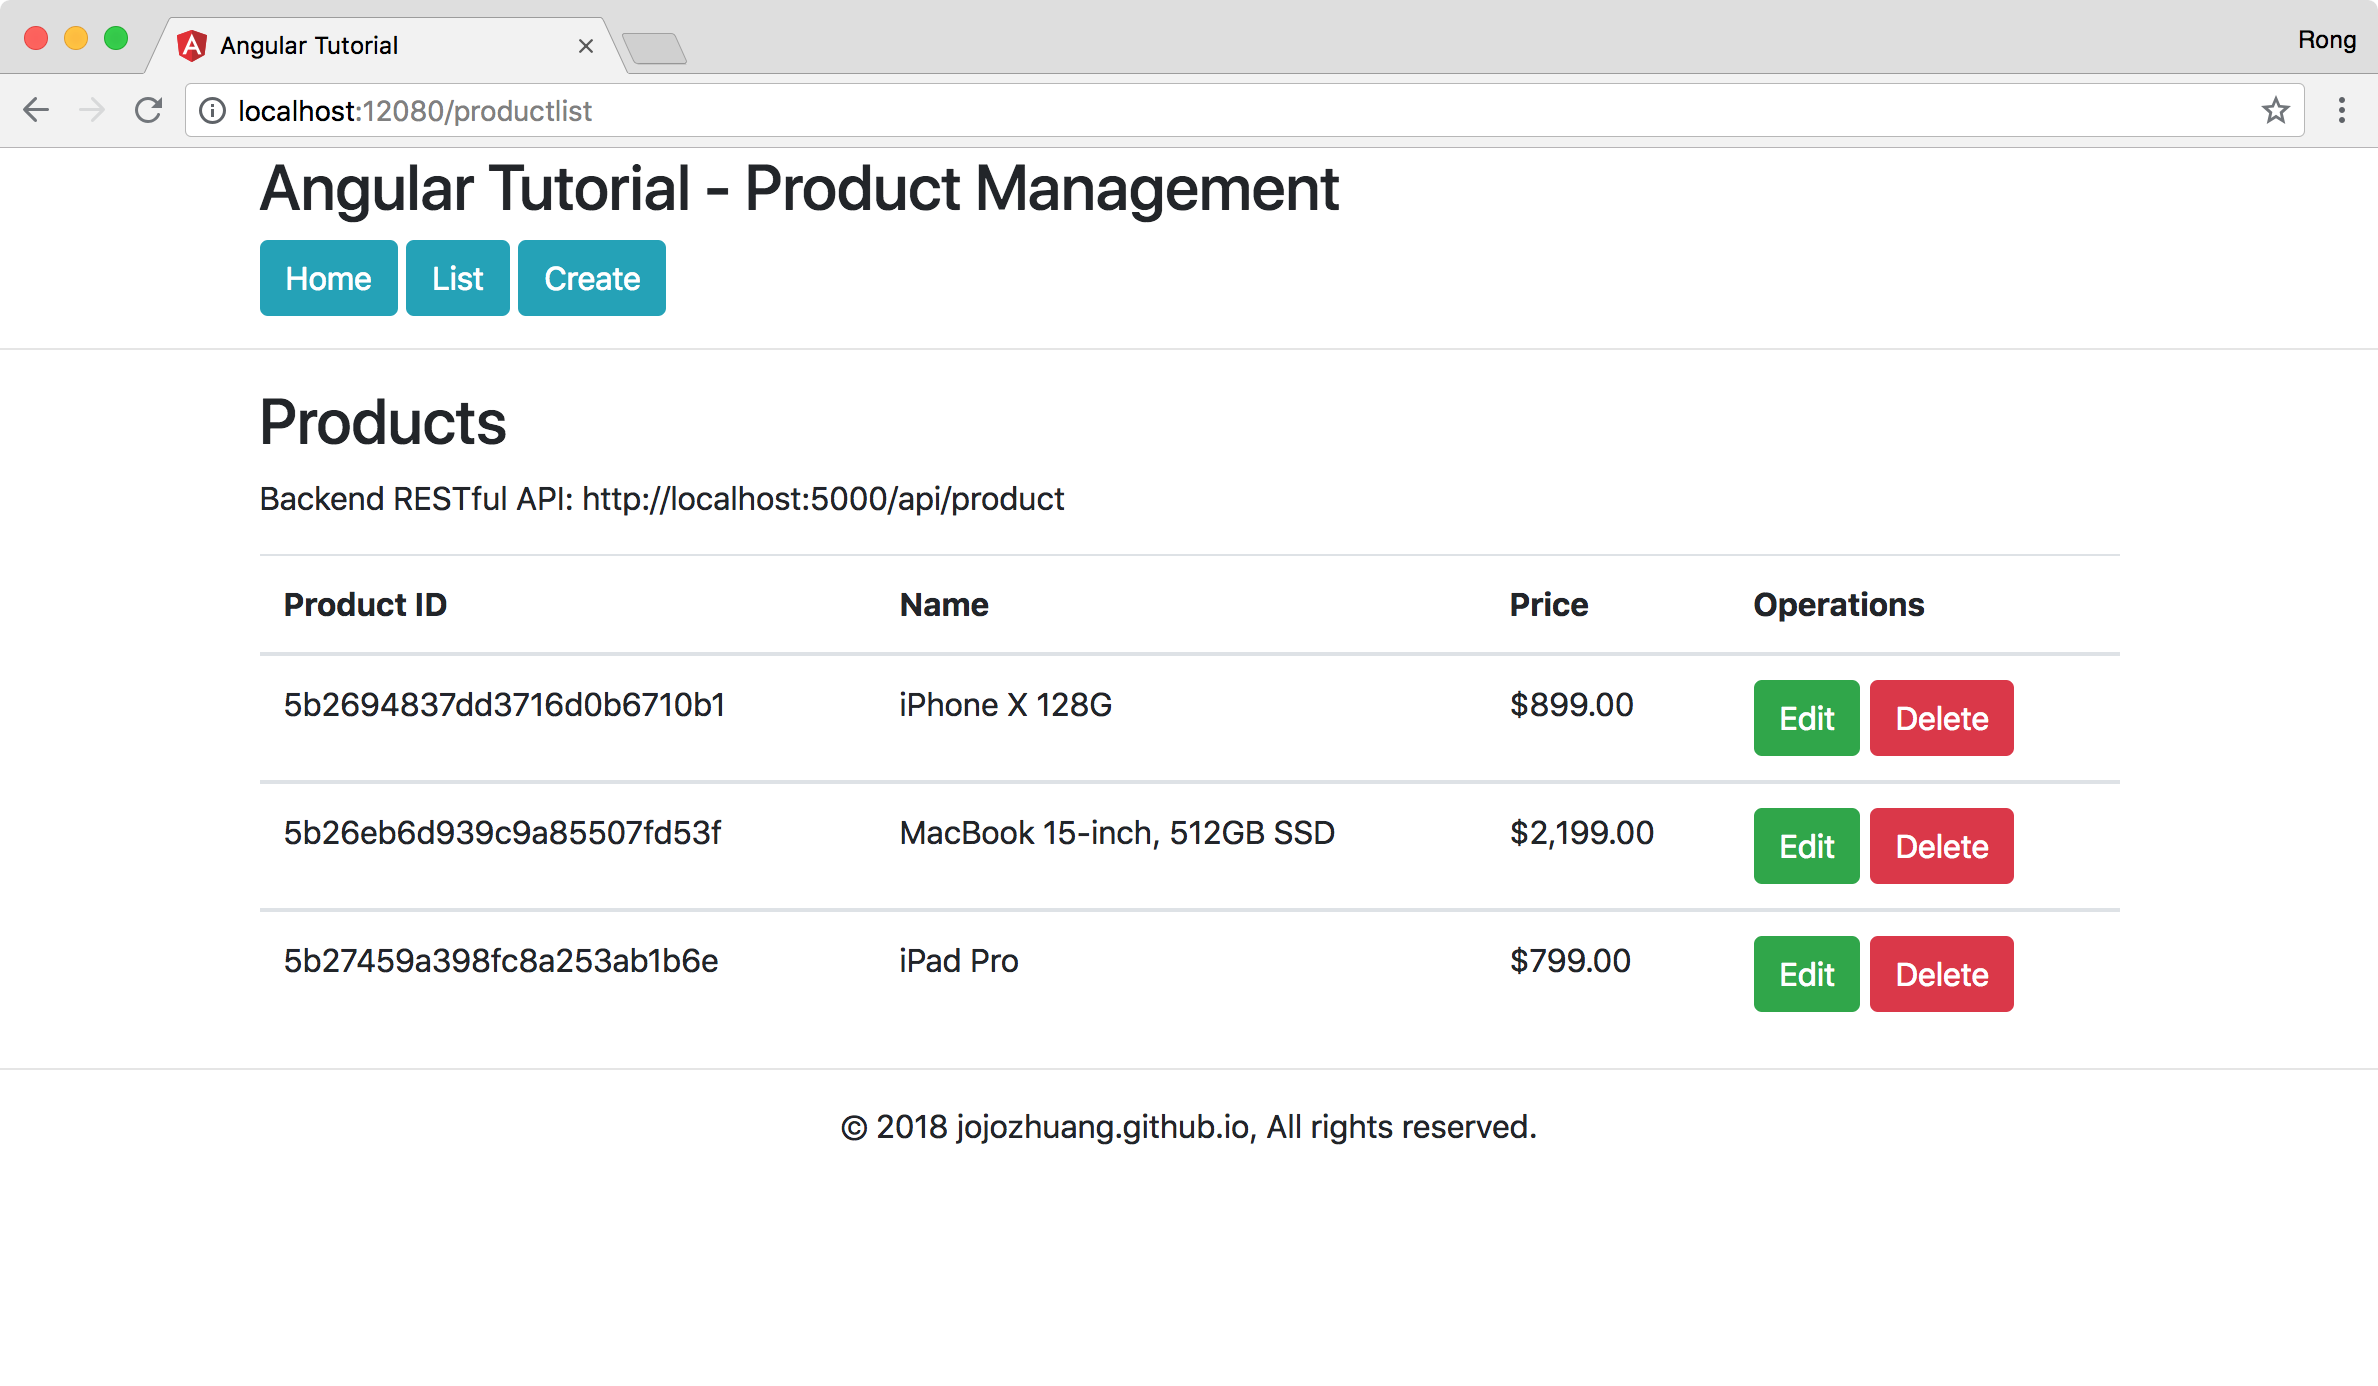 Angular Tutorial
Rong
localhost:12080/productlist
Angular Tutorial - Product Management
Home List Create
Products
Backend RESTful API: http://localhost:5000/api/product
Product ID Name Price Operations
5b2694837dd3716d0b6710b1 iPhone X 128G $899.00 Edit Delete
5b26eb6d939c9a85507fd53f MacBook 15-inch, 512GB SSD $2,199.00 Edit Delete
5b27459a398fc8a253ab1b6e iPad Pro $799.00 Edit Delete
© 2018 jojozhuang.github.io, All rights reserved.